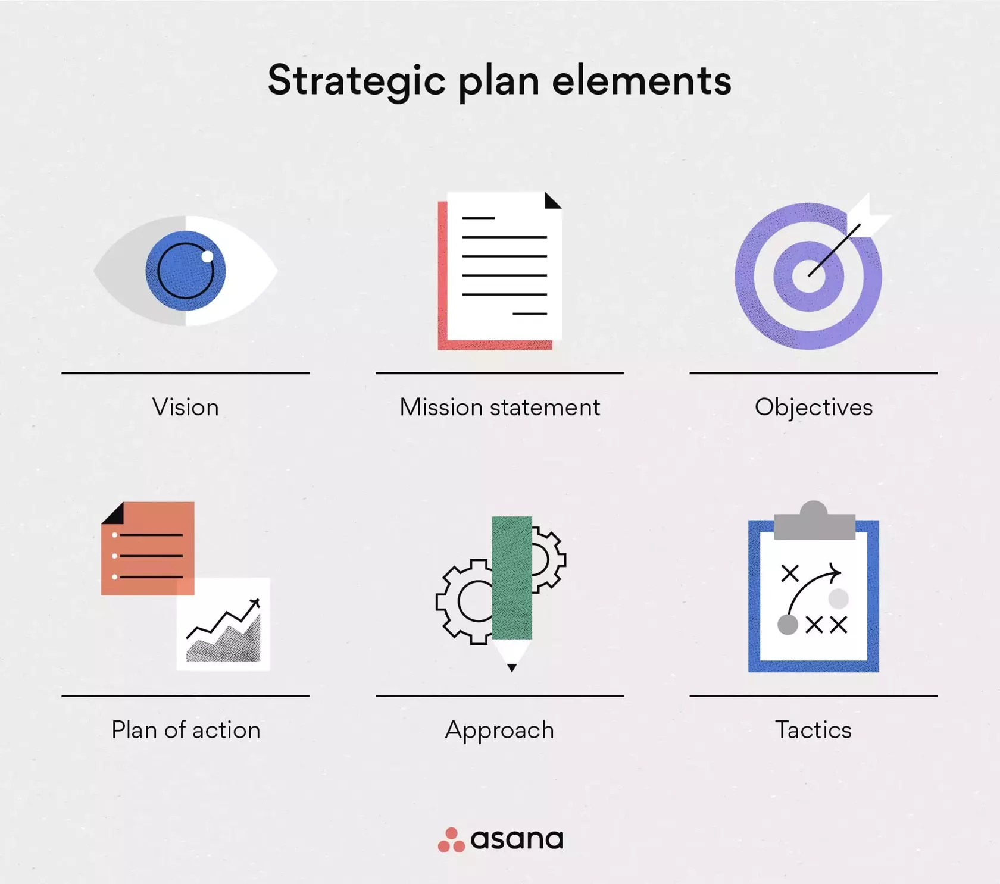 Strategic plan elements
Vision
Mission statement
Objectives
Plan of action
Approach
Tactics
asana